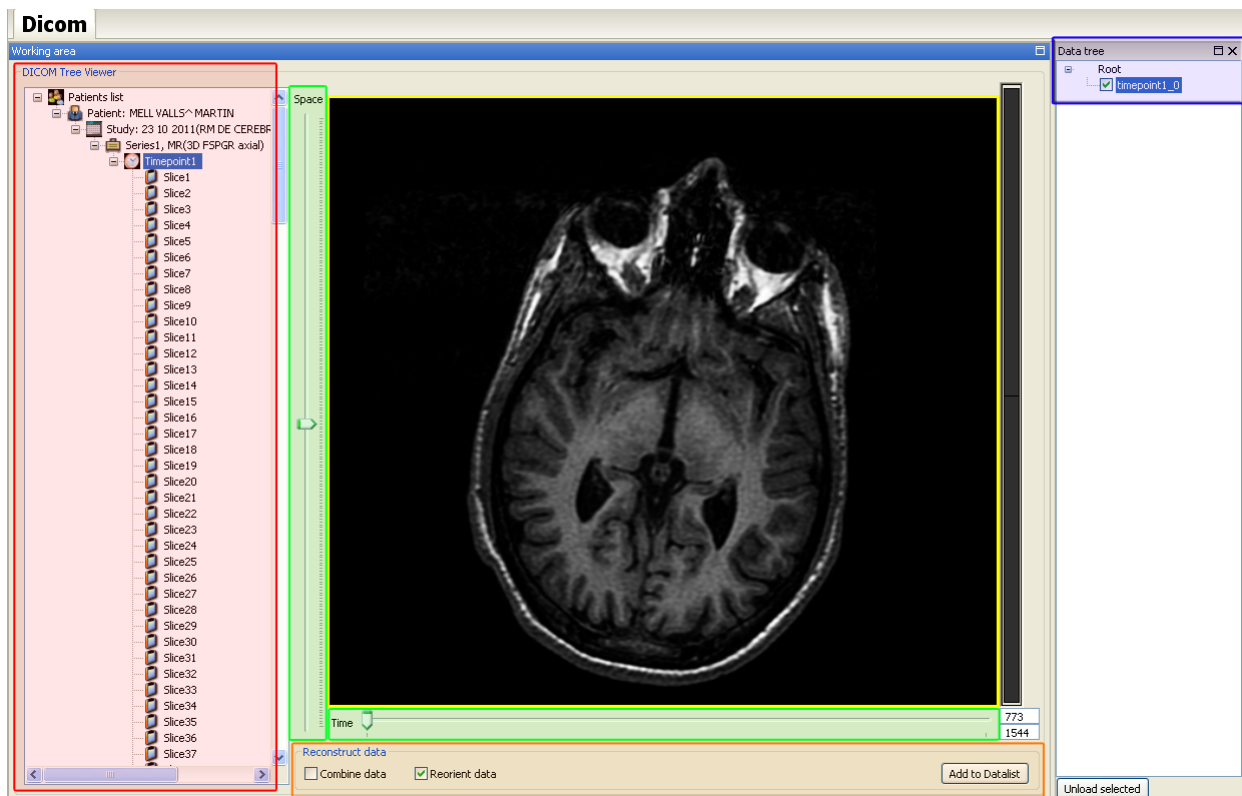 Dicom
Working area
DICOM Tree Viewer
Patients list
Patient: MELL VALLS^MARTIN
Study: 23 10 2011(RM DE CEREBR
Series1, MR(3D FSPGR axial)
Timepoint1
Slice1
Slice2
Slice3
Slice4
Slice5
Slice6
Slice7
Slice8
Slice9
Slice10
Slice11
Slice12
Slice13
Slice14
Slice15
Slice16
Slice17
Slice18
Slice19
Slice20
Slice21
Slice22
Slice23
Slice24
Slice25
Slice26
Slice27
Slice28
Slice29
Slice30
Slice31
Slice32
Slice33
Slice34
Slice35
Slice36
Slice37
Space
Time
773
1544
Reconstruct data
Combine data
Reorient data
Add to Datalist
Data tree
Root
timepoint1_0
Unload selected